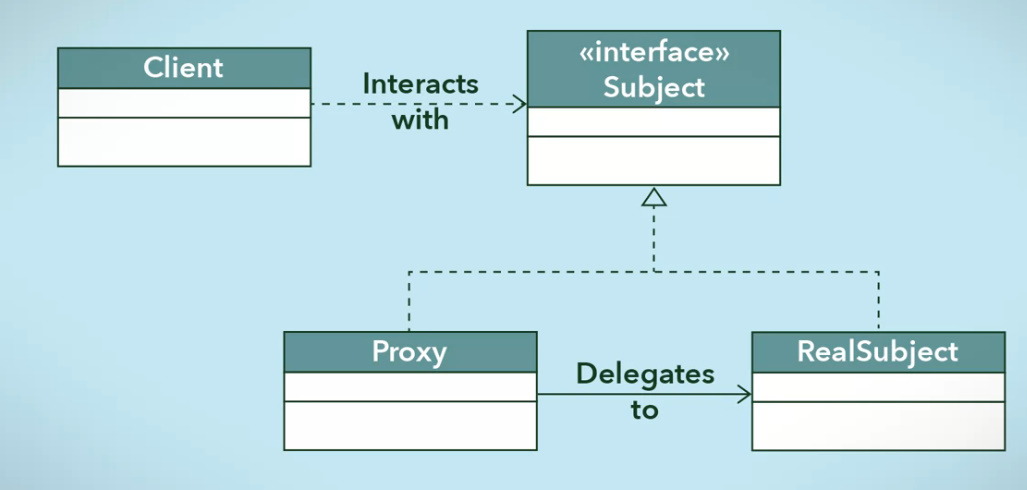 Client
Interacts
with
«interface»
Subject
Proxy
Delegates
to
RealSubject